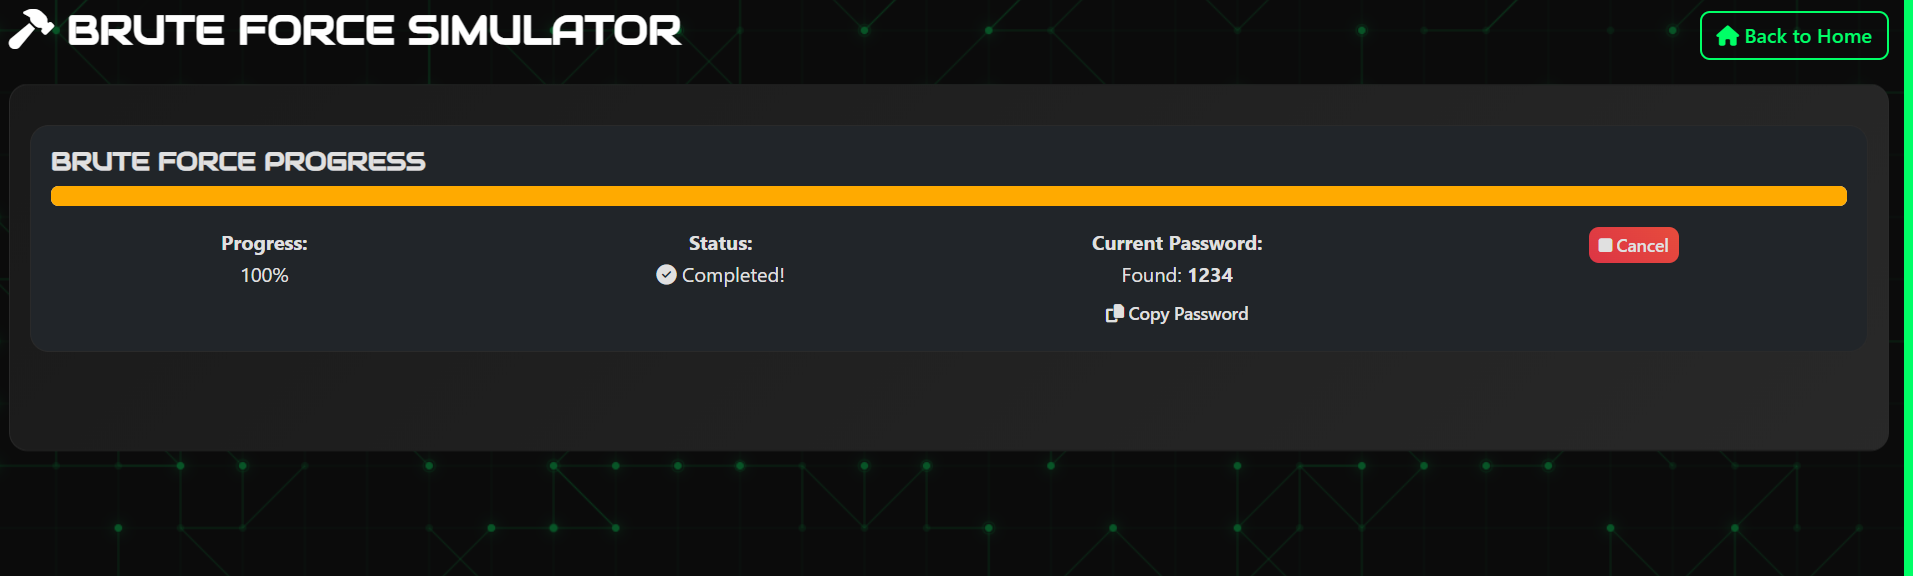 BRUTE FORCE SIMULATOR
Back to Home
BRUTE FORCE PROGRESS
Progress:
100%
Status:
Completed!
Current Password:
Found: 1234
Copy Password
Cancel